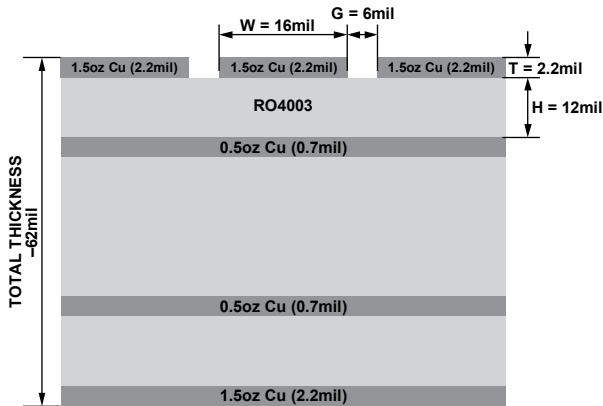 G = 6mil
W = 16mil
1.5oz Cu (2.2mil) 1.5oz Cu (2.2mil) 1.5oz Cu (2.2mil) T = 2.2mil
RO4003 H = 12mil
0.5oz Cu (0.7mil)
TOTAL THICKNESS
–62mil
0.5oz Cu (0.7mil)
1.5oz Cu (2.2mil)